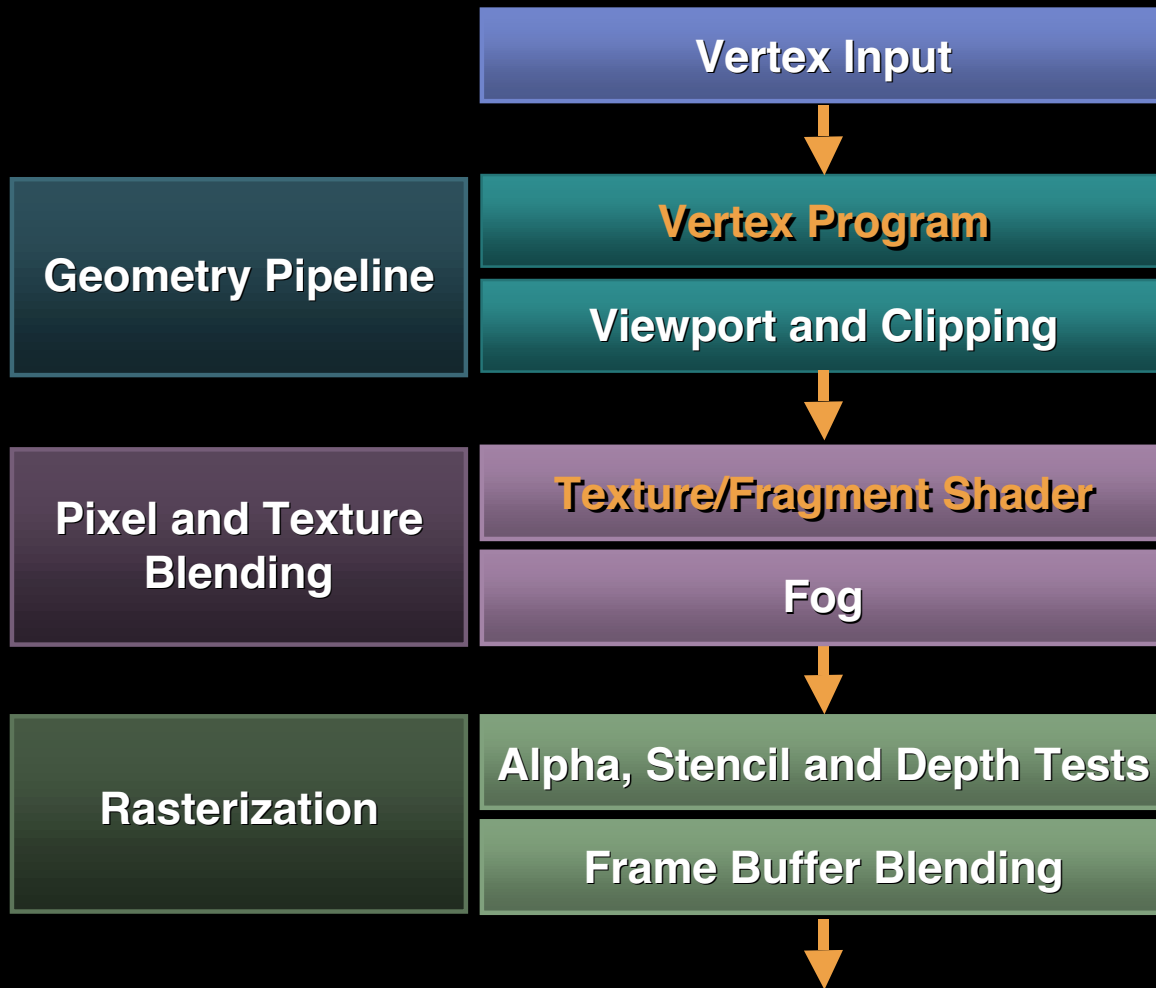 Vertex Input
Geometry Pipeline
Vertex Program
Viewport and Clipping
Pixel and Texture
Blending
Texture/Fragment Shader
Fog
Rasterization
Alpha, Stencil and Depth Tests
Frame Buffer Blending